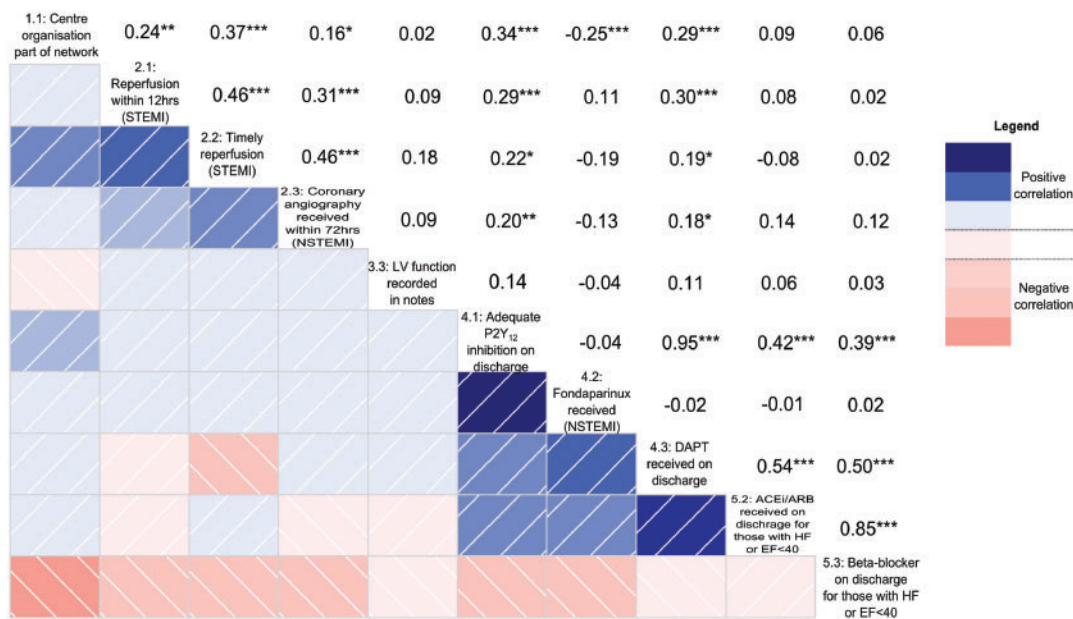 1.1: Centre
organisation
part of network
0.24** 0.37*** 0.16* 0.02 0.34*** -0.25*** 0.29*** 0.09 0.06
2.1:
Reperfusion
within 12hrs
(STEMI)
0.46*** 0.31*** 0.09 0.29*** 0.11 0.30*** 0.08 0.02
2.2: Timely
reperfusion
(STEMI)
0.46*** 0.18 0.22* -0.19 0.19* -0.08 0.02
2.3: Coronary
angiography
received
within 72hrs
(NSTEMI)
0.09 0.20** -0.13 0.18* 0.14 0.12
3.3: LV function
recorded
in notes
0.14 -0.04 0.11 0.06 0.03
4.1: Adequate
P2Y₁₂
inhibition on
discharge
-0.04 0.95*** 0.42*** 0.39***
4.2:
Fondaparinux
received
(NSTEMI)
-0.02 -0.01 0.02
4.3: DAPT
received on
discharge
0.54*** 0.50***
5.2: ACEi/ARB
received on
dischrage for
those with HF
or EF<40
0.85***
5.3: Beta-blocker
on discharge
for those with HF
or EF<40
Legend
Positive
correlation
Negative
correlation